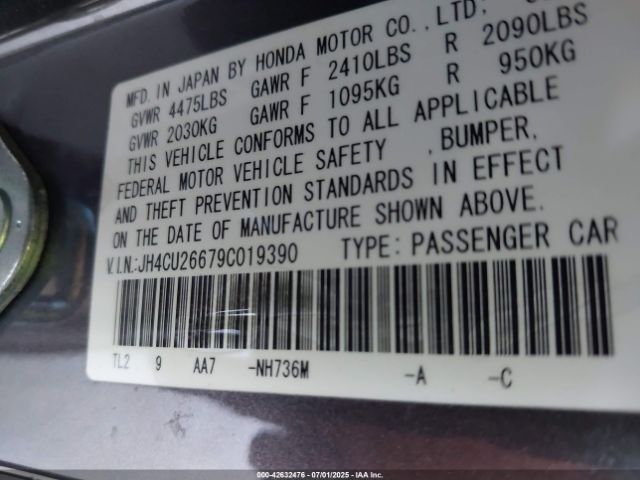 MFD. IN JAPAN BY HONDA MOTOR CO.,LTD;
GVWR 4475LBS GAWR F 2410LBS R 2090LBS
GVWR 2030KG GAWR F 1095KG R 950KG
THIS VEHICLE CONFORMS TO ALL APPLICABLE
FEDERAL MOTOR VEHICLE SAFETY ,BUMPER,
AND THEFT PREVENTION STANDARDS IN EFFECT
ON THE DATE OF MANUFACTURE SHOWN ABOVE.
V.I.N.:JH4CU26679C019390 TYPE: PASSENGER CAR
TL2 9 AA7 -NH736M -A -C
000-42632476 | 07/01/2025 | IAA Inc.